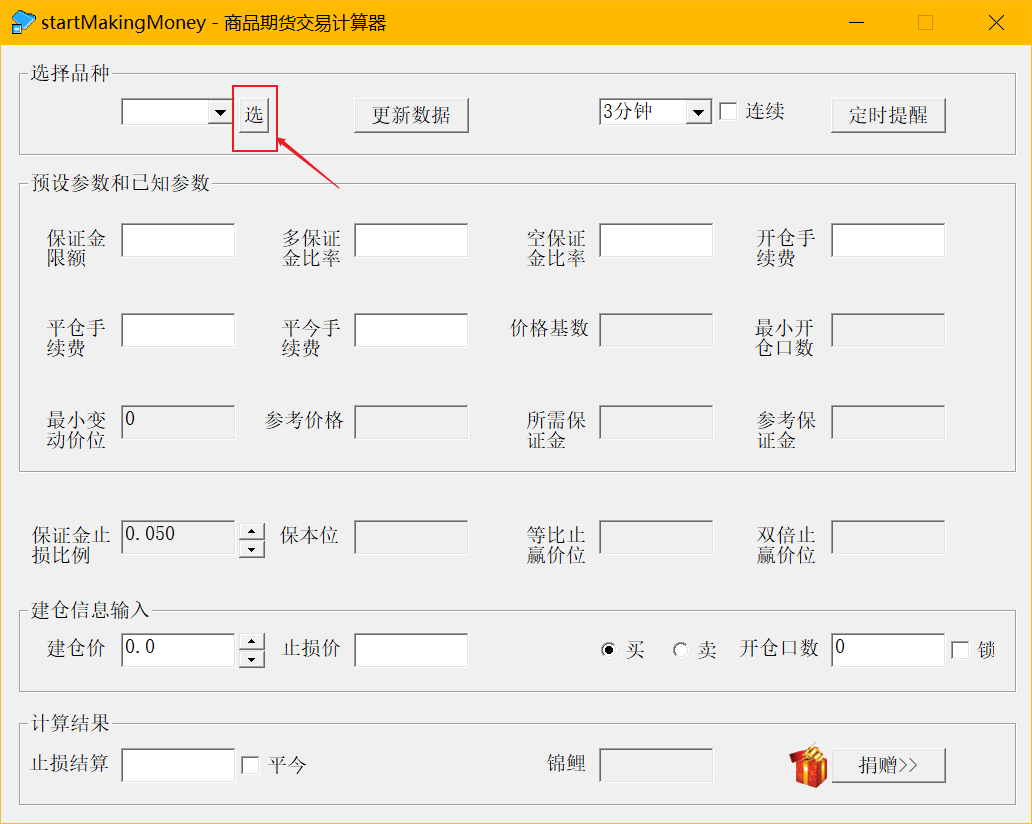 startMakingMoney - 商品期货交易计算器
选择品种
选
更新数据
3分钟
连续
定时提醒
预设参数和已知参数
保证金
限额
多保证
金比率
空保证
金比率
开仓手
续费
平仓手
续费
平今手
续费
价格基数
最小开
仓口数
最小变
动价位
0
参考价格
所需保
证金
参考保
证金
保证金止
损比例
0.050
保本位
等比止
赢价位
双倍止
赢价位
建仓信息输入
建仓价
0.0
止损价
买
卖
开仓口数
0
锁
计算结果
止损结算
平今
锦鲤
捐赠>>